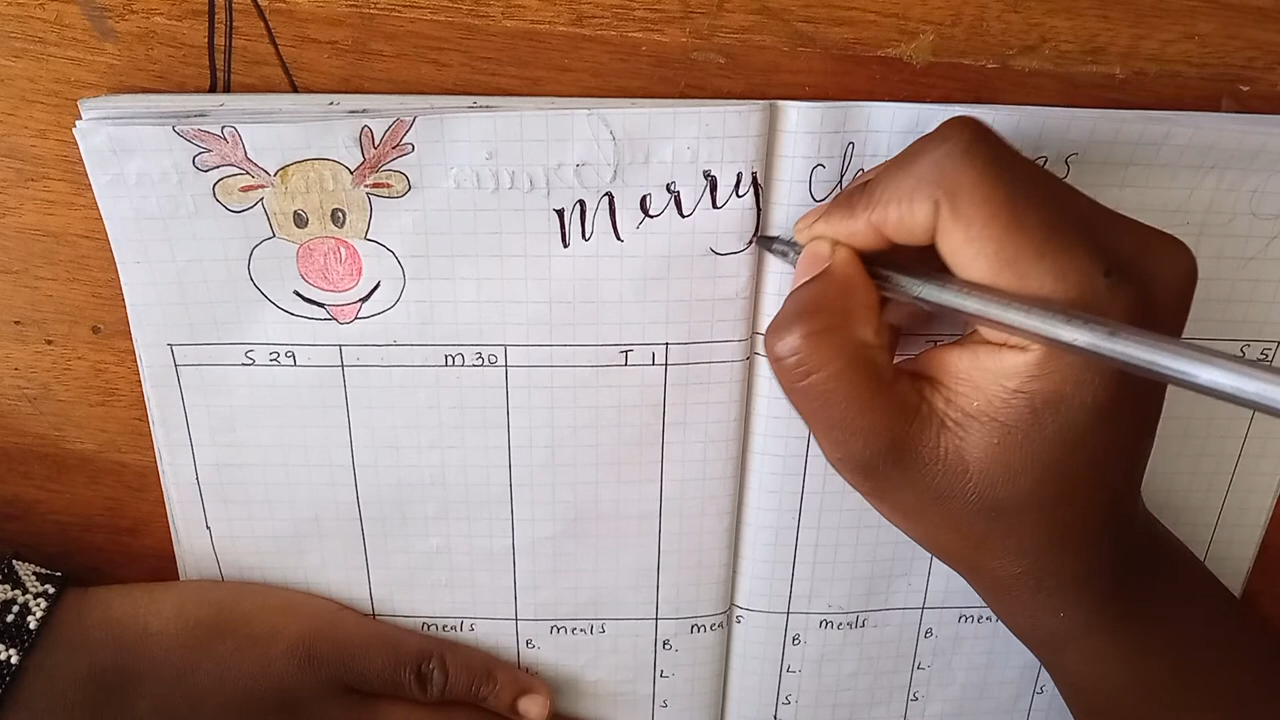 merry
S 29 m 30 T 1 S 5
meals meals meals meals
B. B. B. B.
L. L. L.
S S. S. S.